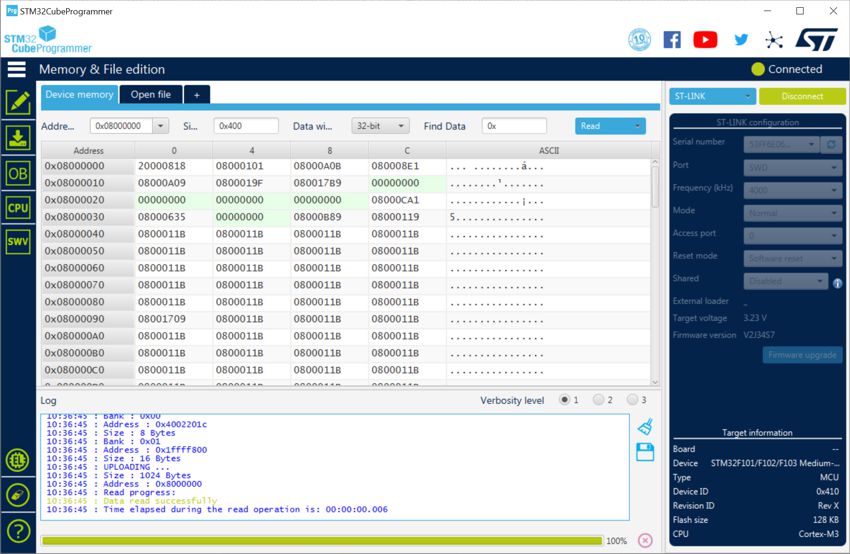 Prg STM32CubeProgrammer
STM32
CubeProgrammer
ST
Memory & File edition
Connected
Device memory Open file +
ST-LINK Disconnect
Addre... 0x08000000 Si... 0x400 Data wi... 32-bit Find Data 0x Read
ST-LINK configuration
Address 0 4 8 C ASCII
0x08000000 20000818 08000101 08000A0B 080008E1 ... ........á...
0x08000010 08000A09 0800019F 080017B9 00000000 ........¹.......
0x08000020 00000000 00000000 00000000 08000CA1 ............¡...
0x08000030 08000635 00000000 08000B89 08000119 5...............
0x08000040 0800011B 0800011B 0800011B 0800011B ................
0x08000050 0800011B 0800011B 0800011B 0800011B ................
0x08000060 0800011B 0800011B 0800011B 0800011B ................
0x08000070 0800011B 0800011B 0800011B 0800011B ................
0x08000080 0800011B 0800011B 0800011B 0800011B ................
0x08000090 08001709 0800011B 0800011B 0800011B ................
0x080000A0 0800011B 0800011B 0800011B 0800011B ................
0x080000B0 0800011B 0800011B 0800011B 0800011B ................
0x080000C0 0800011B 0800011B 0800011B 0800011B ................
Serial number
Port SWD
Frequency (kHz) 4000
Mode Normal
Access port 0
Reset mode Software reset
Shared Disabled
External loader _
Target voltage 3.23 V
Firmware version V2J34S7
Firmware upgrade
OB
CPU
SWV
Log Verbosity level 1 2 3
10:36:45 : Bank : 0x00
10:36:45 : Address : 0x4002201c
10:36:45 : Size : 8 Bytes
10:36:45 : Bank : 0x01
10:36:45 : Address : 0x1ffff800
10:36:45 : Size : 16 Bytes
10:36:45 : UPLOADING ...
10:36:45 : Size : 1024 Bytes
10:36:45 : Address : 0x8000000
10:36:45 : Read progress:
10:36:45 : Data read successfully
10:36:45 : Time elapsed during the read operation is: 00:00:00.006
100%
Target information
Board --
Device STM32F101/F102/F103 Medium-...
Type MCU
Device ID 0x410
Revision ID Rev X
Flash size 128 KB
CPU Cortex-M3